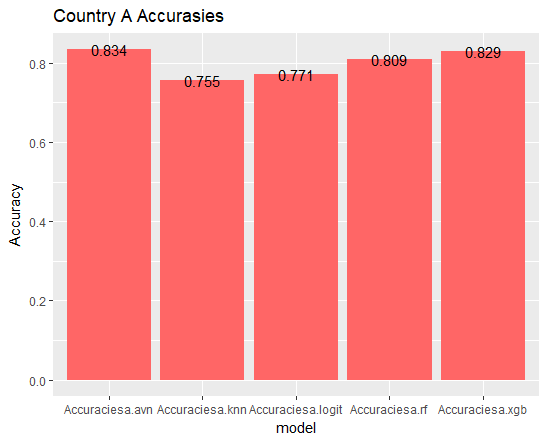 Country A Accurasies
0.834
0.755
0.771
0.809
0.829
0.8
0.6
0.4
0.2
0.0
Accuracy
Accuraciesa.avn Accuraciesa.knn Accuraciesa.logit Accuraciesa.rf Accuraciesa.xgb
model